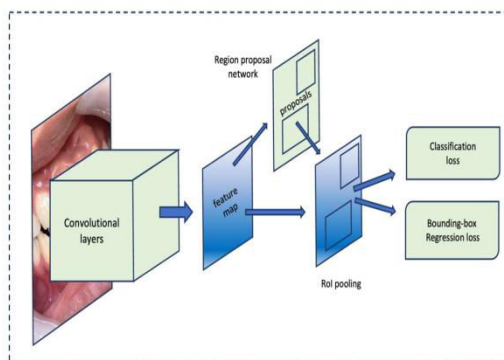 Region proposal
network
proposals
Convolutional
layers
feature
map
RoI pooling
Classification
loss
Bounding-box
Regression loss